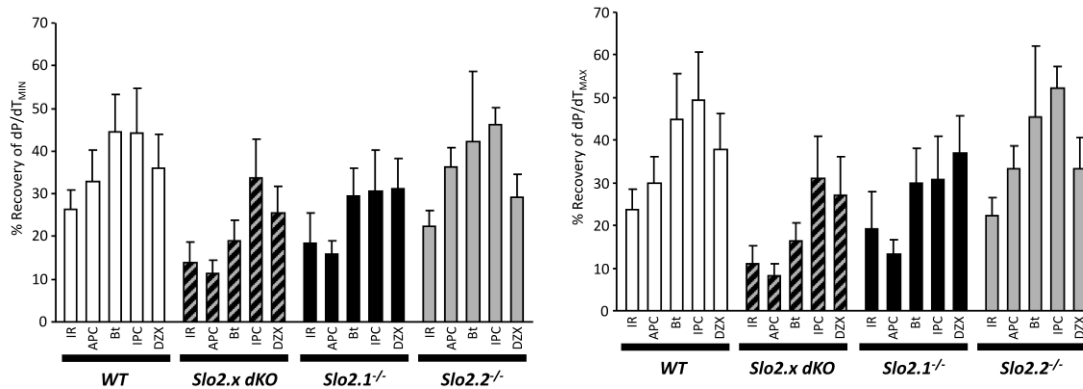 % Recovery of dP/dT_MIN
70
60
50
40
30
20
10
0
IR APC Bt IPC DZX IR APC Bt IPC DZX IR APC Bt IPC DZX IR APC Bt IPC DZX
WT Slo2.x dKO Slo2.1-/- Slo2.2-/-
% Recovery of dP/dT_MAX
70
60
50
40
30
20
10
0
IR APC Bt IPC DZX IR APC Bt IPC DZX IR APC Bt IPC DZX IR APC Bt IPC DZX
WT Slo2.x dKO Slo2.1-/- Slo2.2-/-